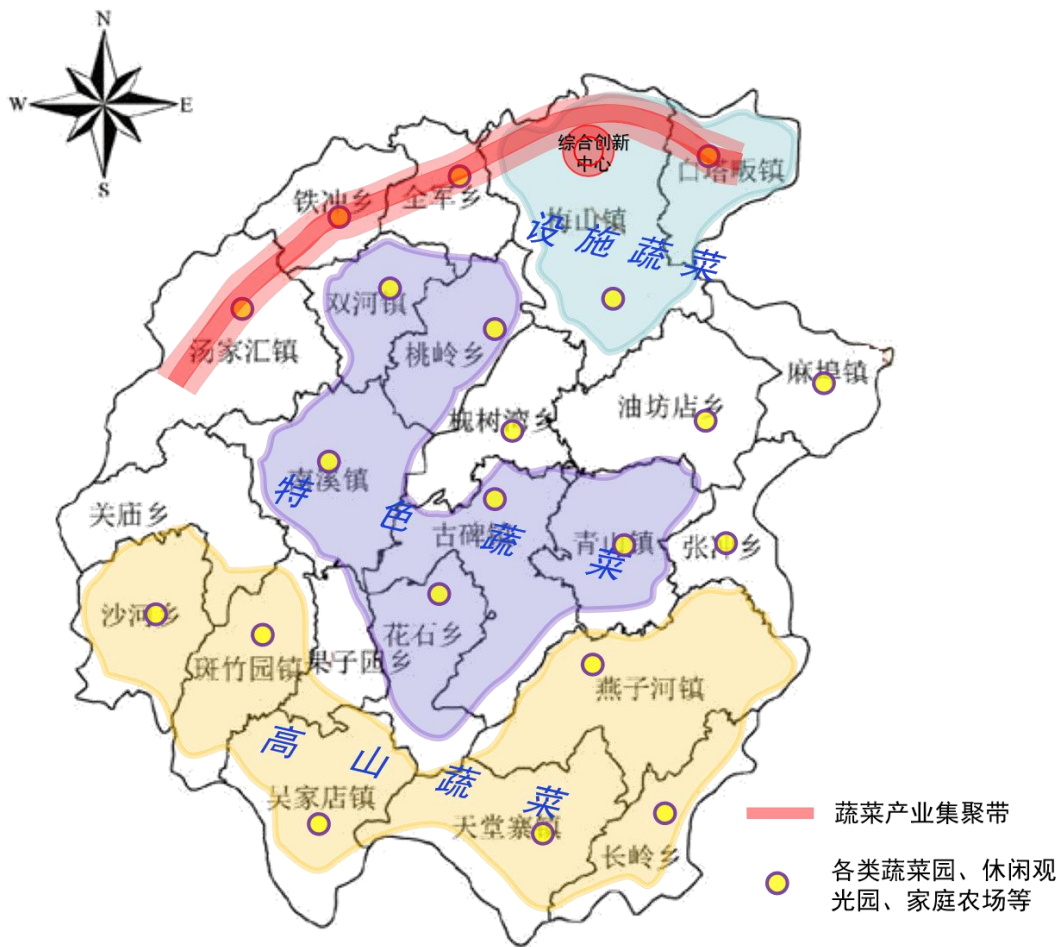 N
W
E
S
综合创新
中心
白塔畈镇
铁冲乡
全军乡
梅山镇
设施蔬菜
双河镇
汤家汇镇
桃岭乡
麻埠镇
油坊店乡
槐树湾乡
南溪镇
特色蔬菜
关庙乡
古碑镇
青山镇
张冲乡
沙河乡
花石乡
斑竹园镇
果子园乡
燕子河镇
高山蔬菜
吴家店镇
天堂寨镇
长岭乡
蔬菜产业集聚带
各类蔬菜园、休闲观
光园、家庭农场等